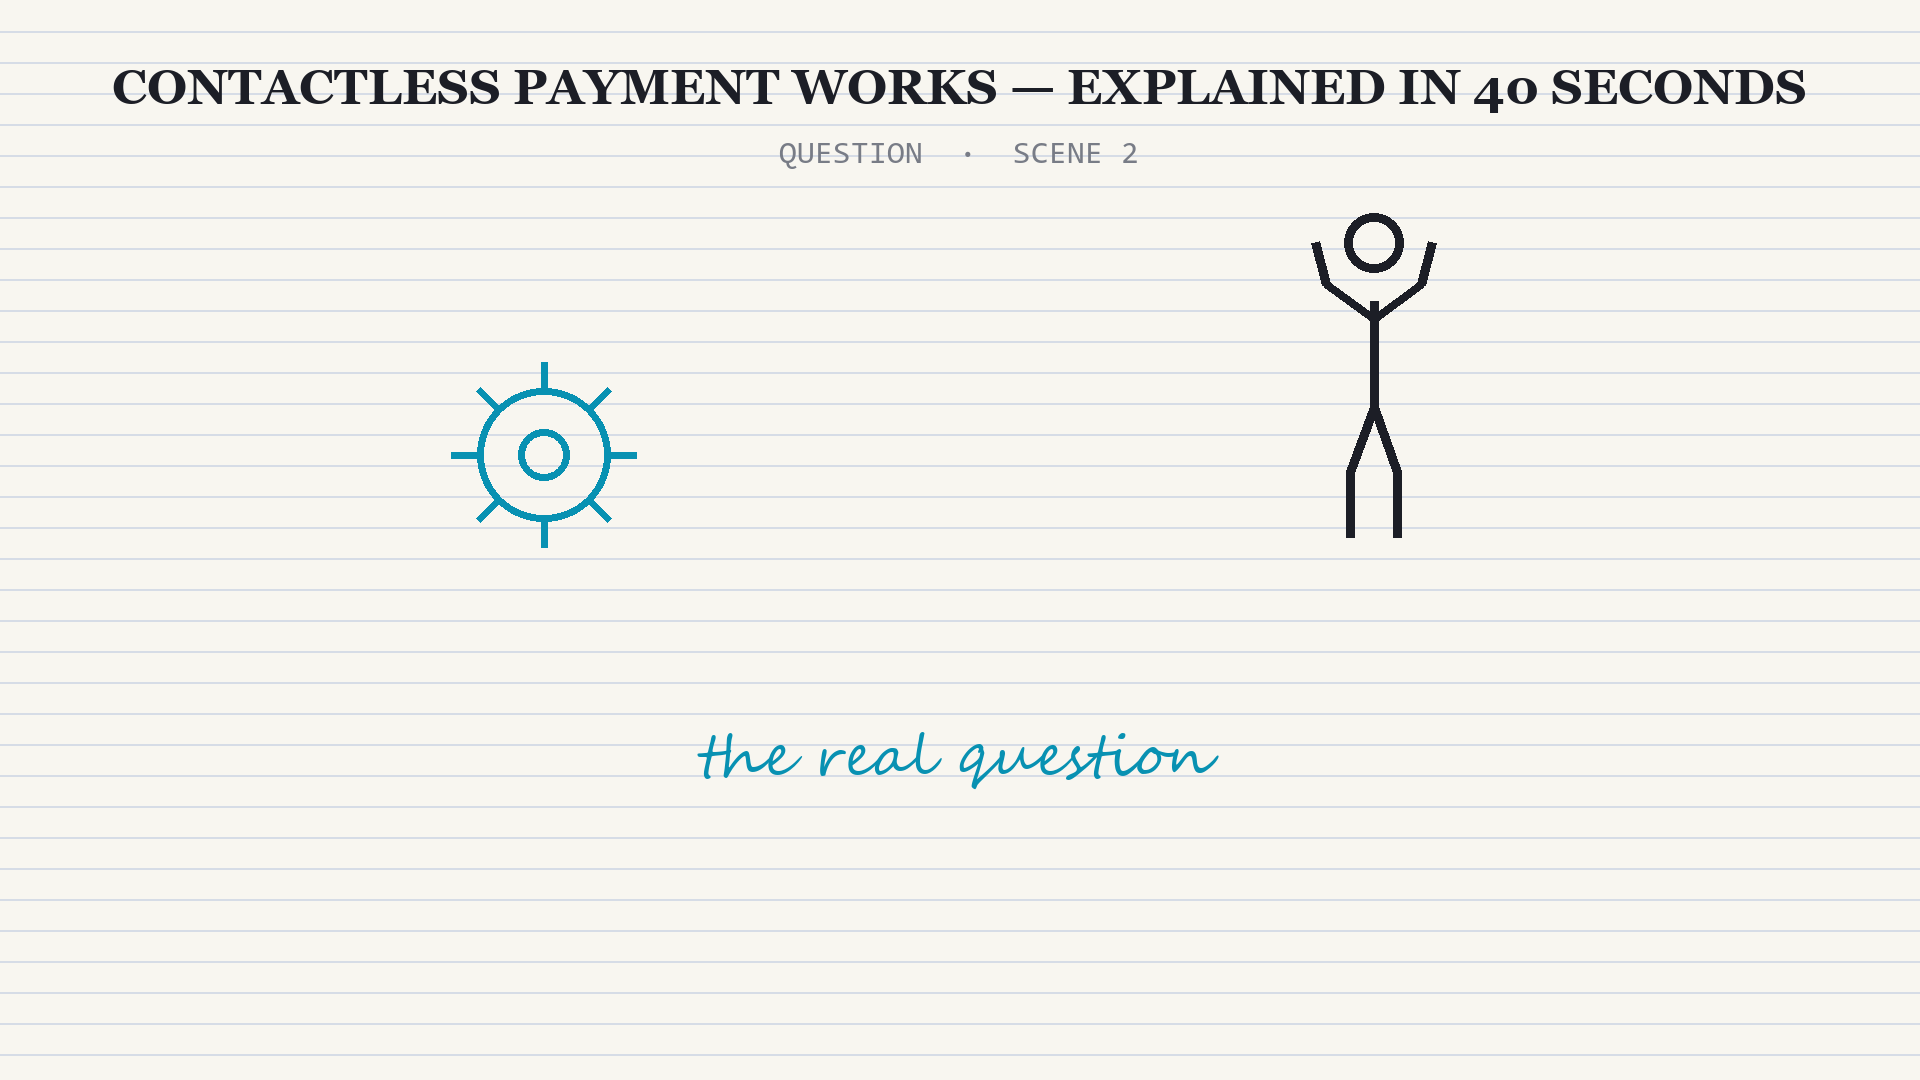 CONTACTLESS PAYMENT WORKS — EXPLAINED IN 40 SECONDS
QUESTION · SCENE 2
the real question